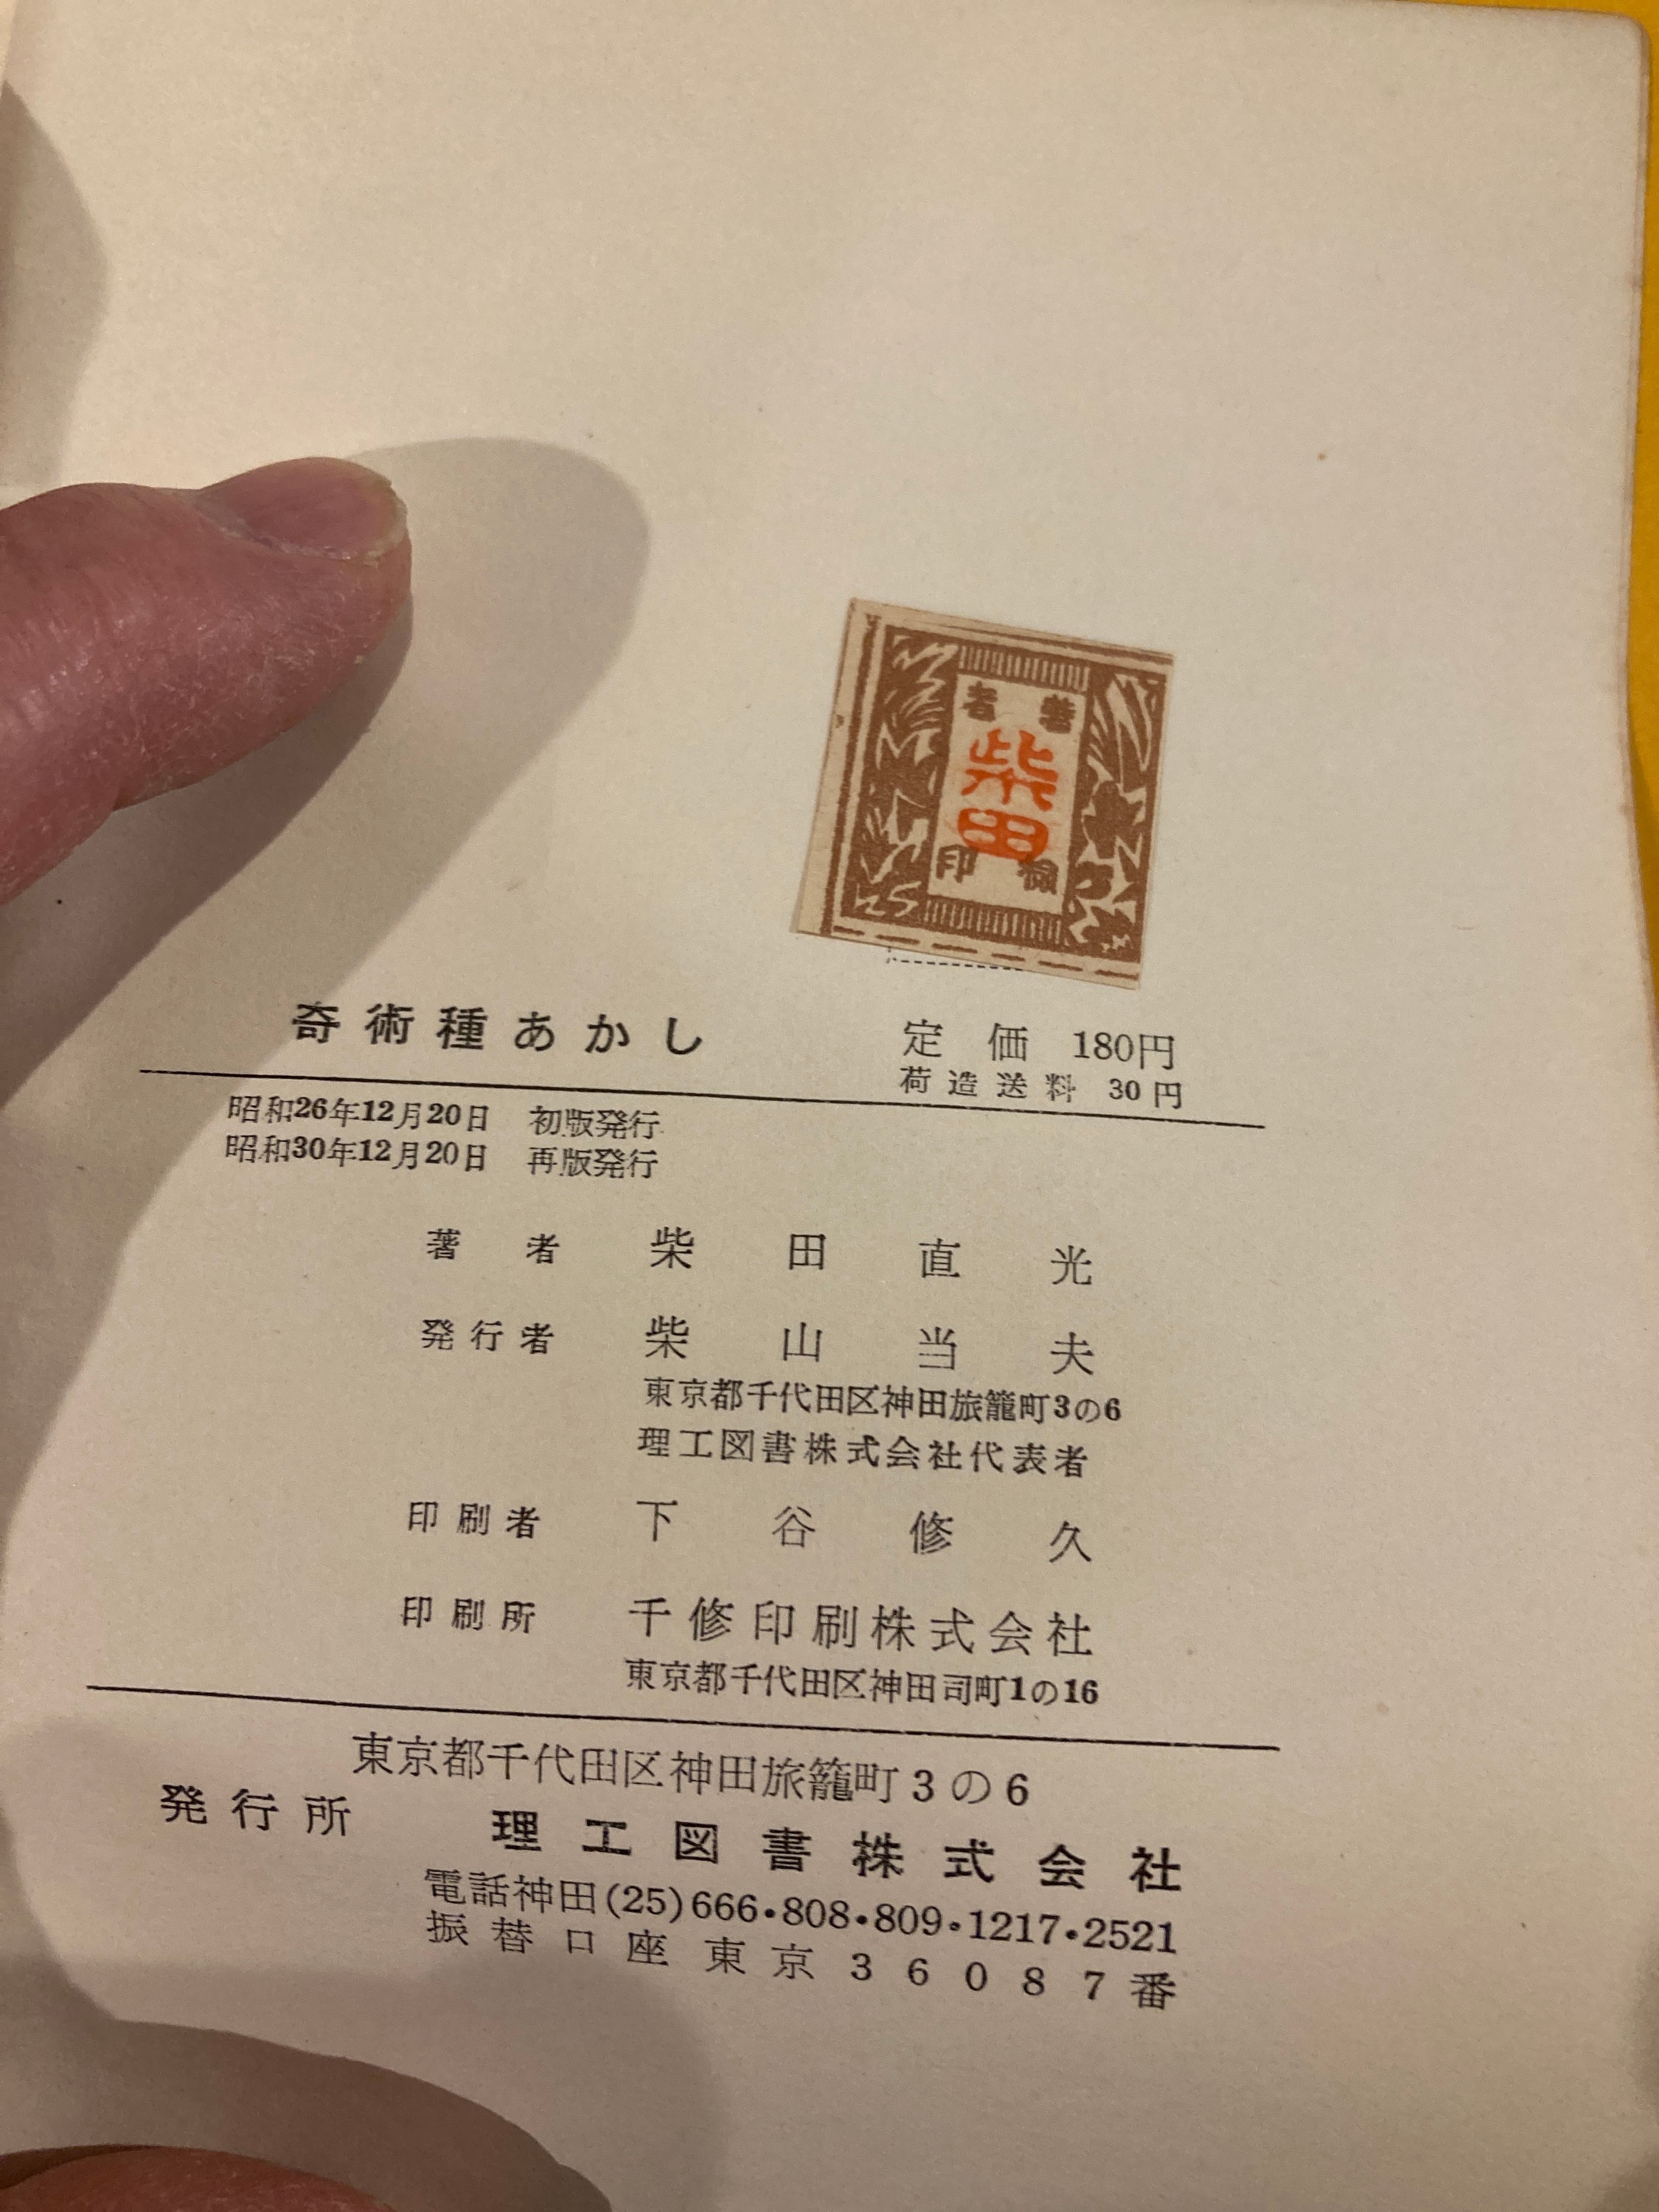 著者
柴田
検印
奇術種あかし
定価 180円
荷造送料 30円
昭和26年12月20日 初版発行
昭和30年12月20日 再版発行
著者 柴田直光
発行者 柴山当夫
東京都千代田区神田旅籠町3の6
理工図書株式会社代表者
印刷者 下谷修久
印刷所 千修印刷株式会社
東京都千代田区神田司町1の16
東京都千代田区神田旅籠町3の6
発行所 理工図書株式会社
電話神田(25)666・808・809・1217・2521
振替口座東京36087番